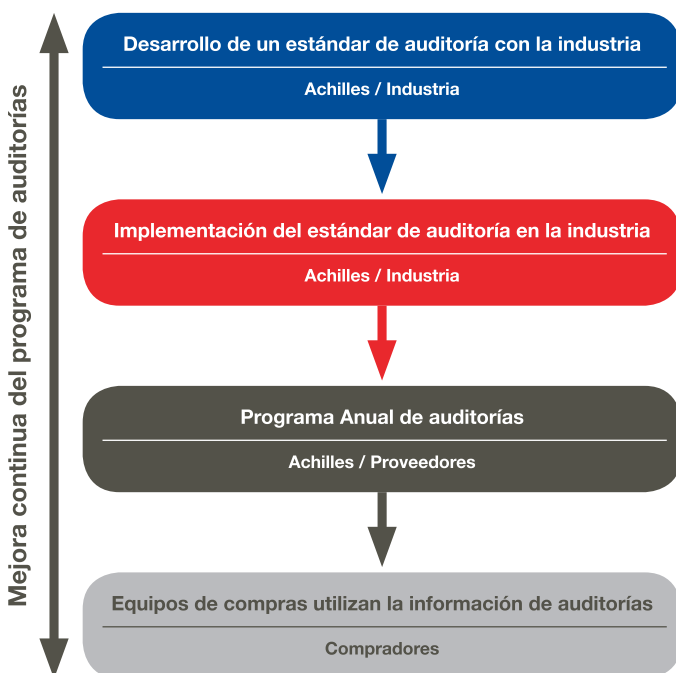 Mejora continua del programa de auditorías
Desarrollo de un estándar de auditoría con la industria
Achilles / Industria
Implementación del estándar de auditoría en la industria
Achilles / Industria
Programa Anual de auditorías
Achilles / Proveedores
Equipos de compras utilizan la información de auditorías
Compradores